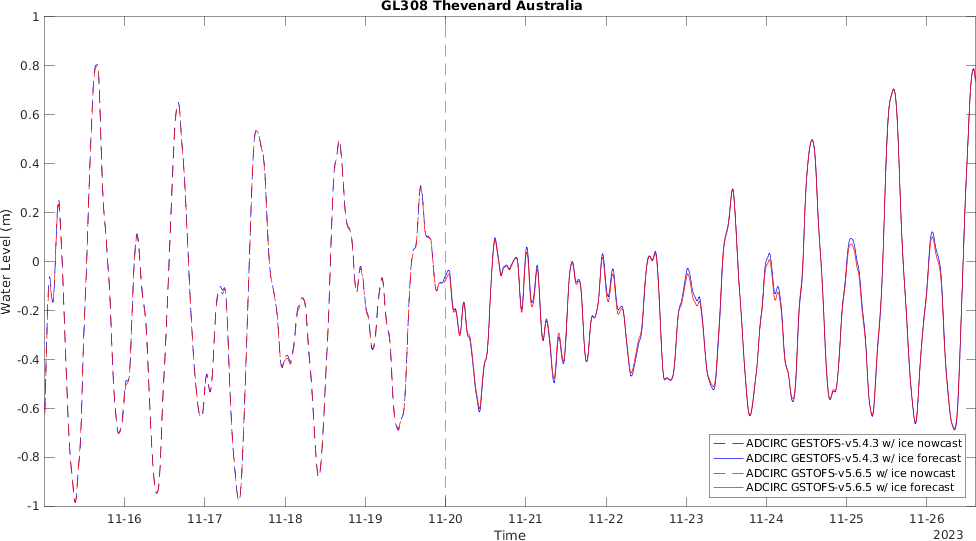 GL308 Thevenard Australia
Water Level (m)
1
0.8
0.6
0.4
0.2
0
-0.2
-0.4
-0.6
-0.8
-1
ADCIRC GESTOFS-v5.4.3 w/ ice nowcast
ADCIRC GESTOFS-v5.4.3 w/ ice forecast
ADCIRC GSTOFS-v5.6.5 w/ ice nowcast
ADCIRC GSTOFS-v5.6.5 w/ ice forecast
11-16 11-17 11-18 11-19 11-20 11-21 11-22 11-23 11-24 11-25 11-26
Time
2023